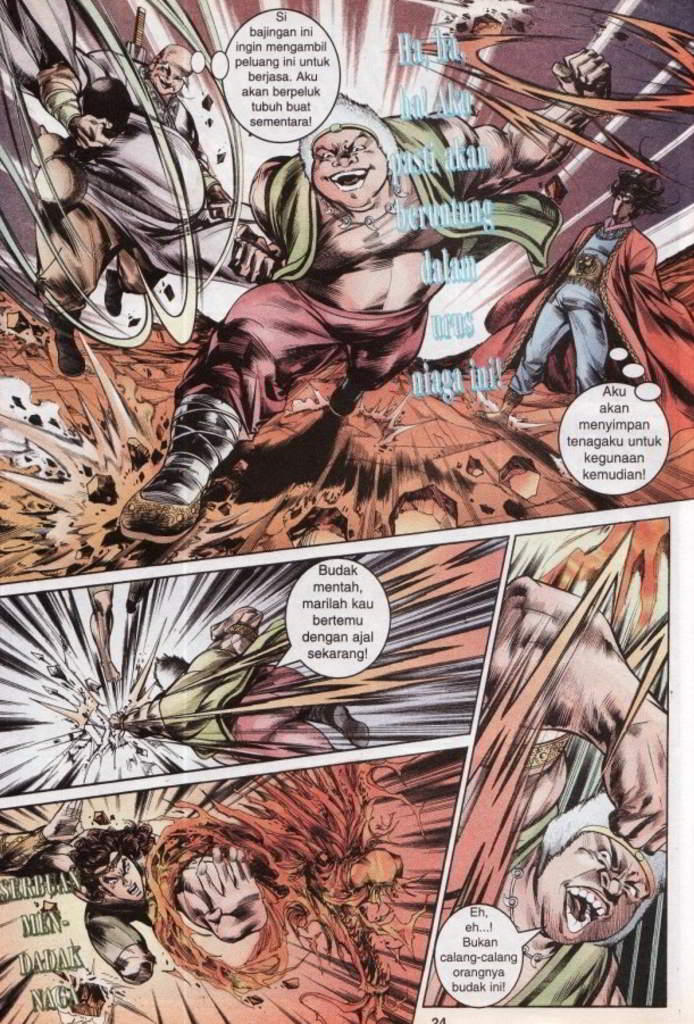 Si
bajingan ini
ingin mengambil
peluang ini untuk
berjasa. Aku
akan berpeluk
tubuh buat
sementara!
Ha, ha,
ha! Aku
pasti akan
beruntung
dalam
urus
niaga ini!
Aku
akan
menyimpan
tenagaku untuk
kegunaan
kemudian!
Budak
mentah,
marilah kau
bertemu
dengan ajal
sekarang!
SERBUAN
MEN-
DADAK
NAGA
Eh,
eh...!
Bukan
calang-calang
orangnya
budak ini!
24